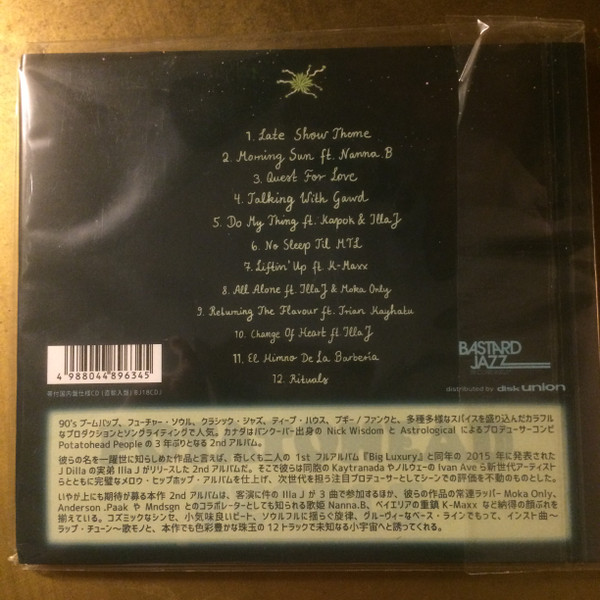 1. Late Show Theme
2. Morning Sun ft. Nanna.B
3. Quest For Love
4. Talking With Gawd
5. Do My Thing ft. Kapok & Illa J
6. No Sleep Til MTL
7. Liftin' Up ft K-Maxx
8. All Alone ft. Illa J & Moka Only
9. Returning The Flavour ft. Trian Kayhatu
10. Change Of Heart ft Illa J
11. El Himno De La Barberia
12. Rituals
4 988044 896345
帯付国内盤仕様CD (直輸入盤) BJ18CDJ
BASTARD
JAZZ
distributed by disk union
90's ブームバップ、フューチャー・ソウル、クラシック・ジャズ、ディープ・ハウス、ブギー / ファンクと、多種多様なスパイスを盛り込んだカラフル
なプロダクションとソングライティングで人気。カナダはバンクーバー出身の Nick Wisdom と Astrological によるプロデューサーコンビ
Potatohead People の 3 年ぶりとなる 2nd アルバム。
彼らの名を一躍世に知らしめた作品と言えば、奇しくも二人の 1st フルアルバム『Big Luxury』と同年の 2015 年に発表された
J Dilla の実弟 Illa J がリリースした 2nd アルバムだ。そこで彼らは同胞の Kaytranada やノルウェーの Ivan Ave ら新世代アーティスト
らとともに完璧なメロウ・ヒップホップ・アルバムを仕上げ、次世代を担う注目プロデューサーとしてシーンでの評価を不動のものとした。
いやが上にも期待が募る本作 2nd アルバムは、客演に件の Illa J が 3 曲で参加するほか、彼らの作品の常連ラッパー Moka Only、
Anderson .Paak や Mndsgn とのコラボレーターとしても知られる歌姫 Nanna.B、ベイエリアの重鎮 K-Maxx など納得の顔ぶれを
揃えている。コズミックなシンセ、小気味良いビート、ソウルフルに揺らぐ旋律、グルーヴィーなベース・ラインでもって、インスト曲〜
ラップ・チューン〜歌モノと、本作でも色彩豊かな珠玉の 12 トラックで未知なる小宇宙へと誘ってくれる。